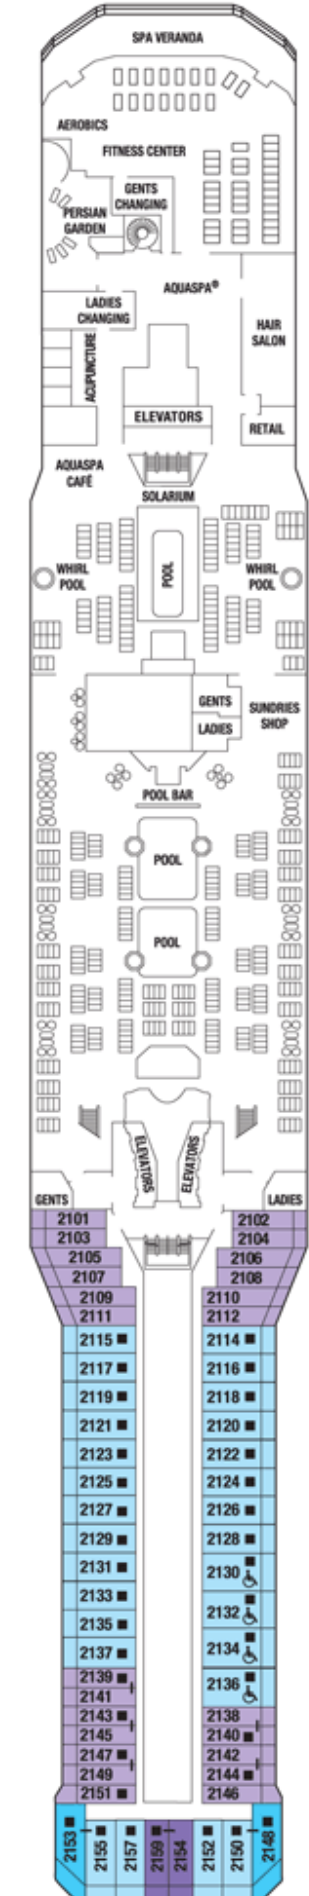 SPA VERANDA
AEROBICS
FITNESS CENTER
GENTS
CHANGING
PERSIAN
GARDEN
AQUASPA®
LADIES
CHANGING
ACUPUNCTURE
HAIR
SALON
ELEVATORS
RETAIL
AQUASPA
CAFÉ
SOLARIUM
WHIRL
POOL
POOL
WHIRL
POOL
GENTS
LADIES
SUNDRIES
SHOP
POOL BAR
POOL
POOL
ELEVATORS
ELEVATORS
GENTS
LADIES
2101 2102
2103 2104
2105 2106
2107 2108
2109 2110
2111 2112
2115 2114
2117 2116
2119 2118
2121 2120
2123 2122
2125 2124
2127 2126
2129 2128
2131 2130
2133 2132
2135 2134
2137 2136
2139
2141 2138
2143 2140
2145 2142
2147 2144
2149 2146
2151
2153 2155 2157 2159 2154 2152 2150 2148